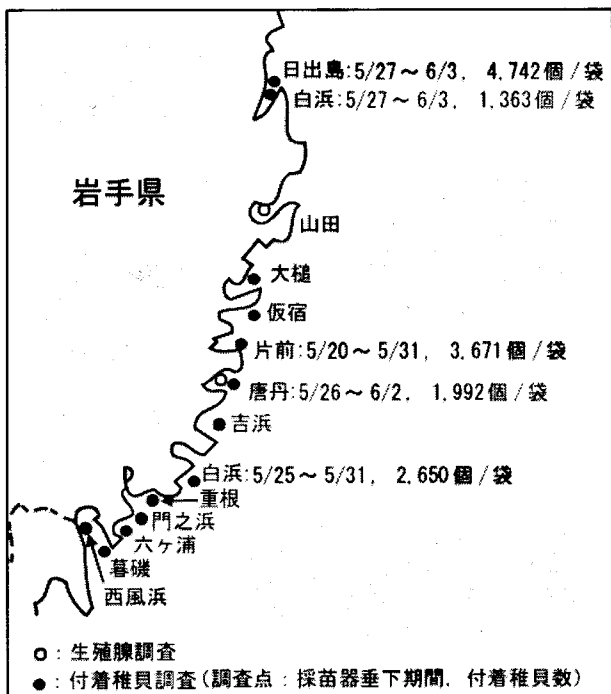 日出島:5/27～6/3, 4,742個/袋
白浜:5/27～6/3, 1,363個/袋
岩手県
山田
大槌
仮宿
片前:5/20～5/31, 3,671個/袋
唐丹:5/26～6/2, 1,992個/袋
吉浜
白浜:5/25～5/31, 2,650個/袋
重根
門之浜
六ヶ浦
暮磯
西風浜
○:生殖腺調査
●:付着稚貝調査(調査点:採苗器垂下期間, 付着稚貝数)